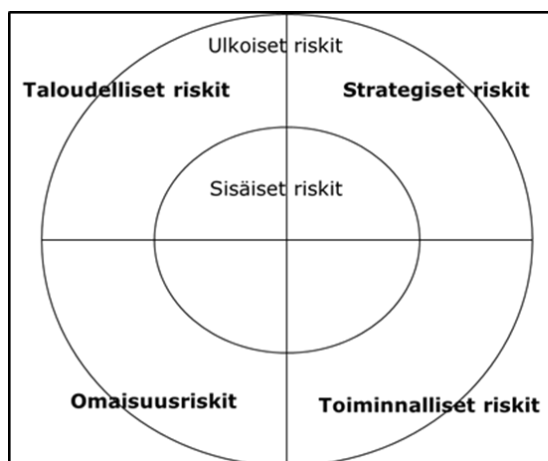 Ulkoiset riskit
Taloudelliset riskit
Strategiset riskit
Sisäiset riskit
Omaisuusriskit
Toiminnalliset riskit